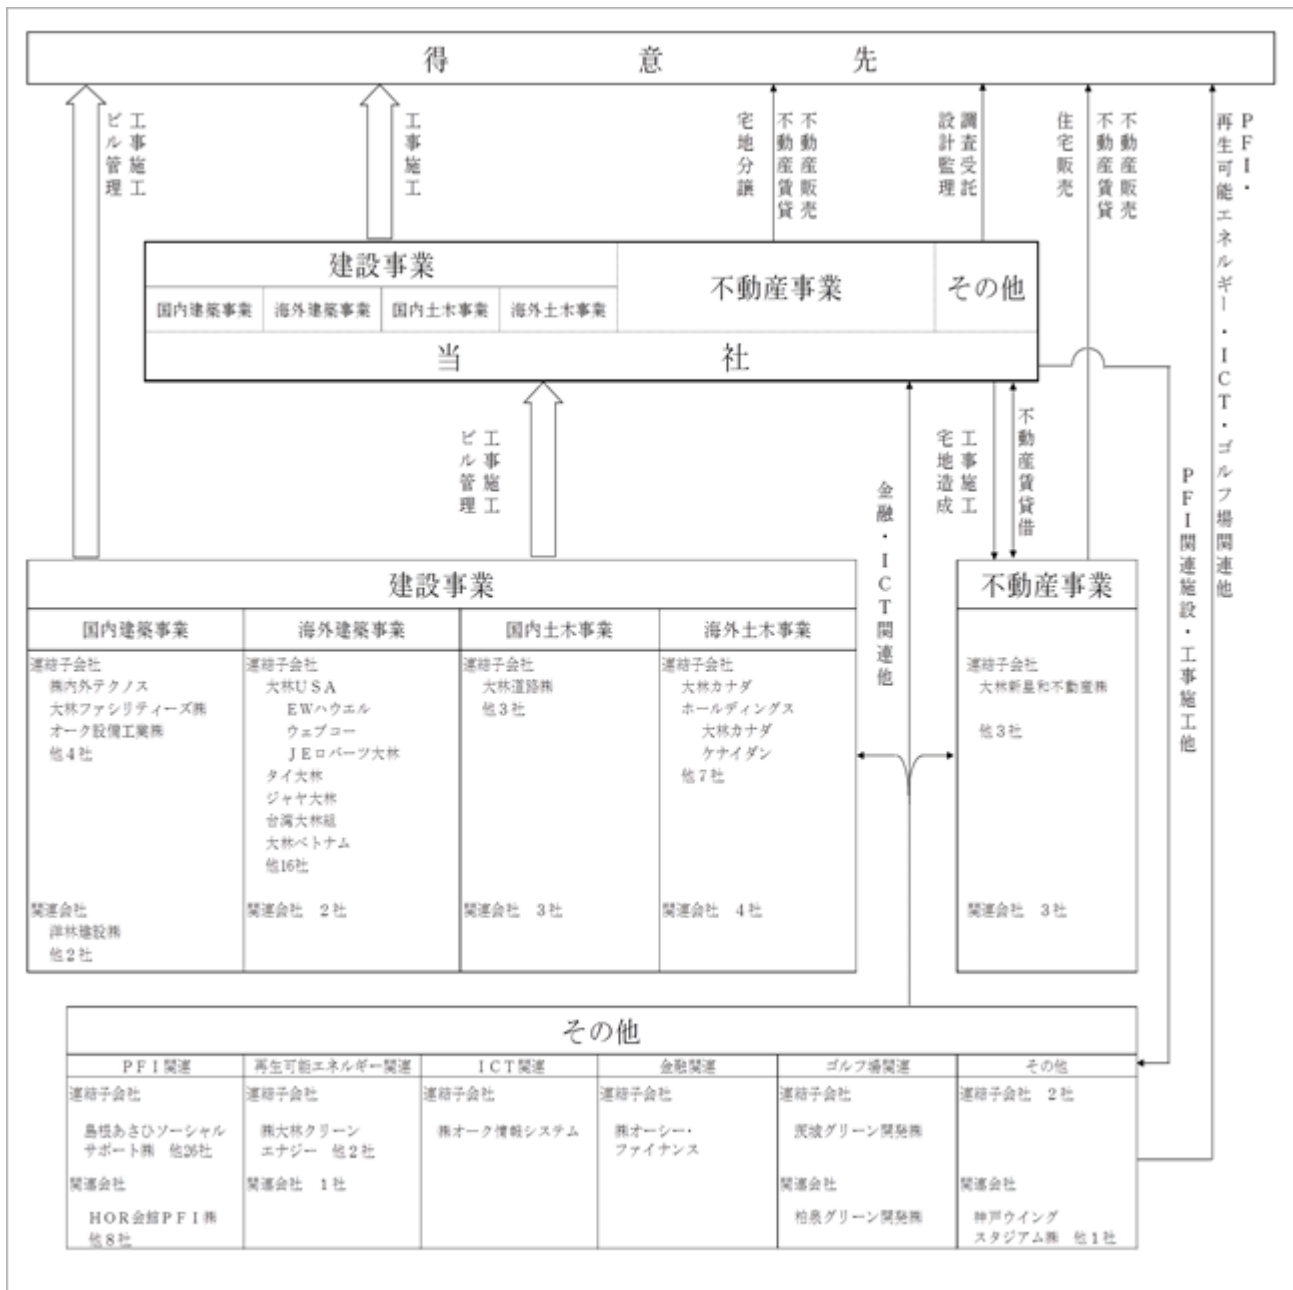 得意先
工事施工
ビル管理
工事施工
不動産販売
不動産賃貸
宅地分譲
調査受託
設計監理
不動産販売
不動産賃貸
住宅販売
PFI・
再生可能エネルギー・ICT・ゴルフ場関連他
建設事業
不動産事業
その他
国内建築事業
海外建築事業
国内土木事業
海外土木事業
当社
工事施工
ビル管理
金融・ICT関連他
工事施工
宅地造成
不動産賃貸借
PFI関連施設・工事施工他
建設事業
国内建築事業
連結子会社
㈱内外テクノス
大林ファシリティーズ㈱
オーク設備工業㈱
他4社
関連会社
洋林建設㈱
他2社
海外建築事業
連結子会社
大林USA
EWハウエル
ウェブコー
JEロバーツ大林
タイ大林
ジャヤ大林
台湾大林組
大林ベトナム
他16社
関連会社 2社
国内土木事業
連結子会社
大林道路㈱
他3社
関連会社 3社
海外土木事業
連結子会社
大林カナダ
ホールディングス
大林カナダ
ケナイダン
他7社
関連会社 4社
不動産事業
連結子会社
大林新星和不動産㈱
他3社
関連会社 3社
その他
PFI関連
連結子会社
島根あさひソーシャル
サポート㈱ 他26社
関連会社
HOR会館PFI㈱
他8社
再生可能エネルギー関連
連結子会社
㈱大林クリーン
エナジー 他2社
関連会社 1社
ICT関連
連結子会社
㈱オーク情報システム
金融関連
連結子会社
㈱オーシー・
ファイナンス
ゴルフ場関連
連結子会社
茨城グリーン開発㈱
関連会社
柏泉グリーン開発㈱
その他
連結子会社 2社
関連会社
神戸ウイング
スタジアム㈱ 他1社